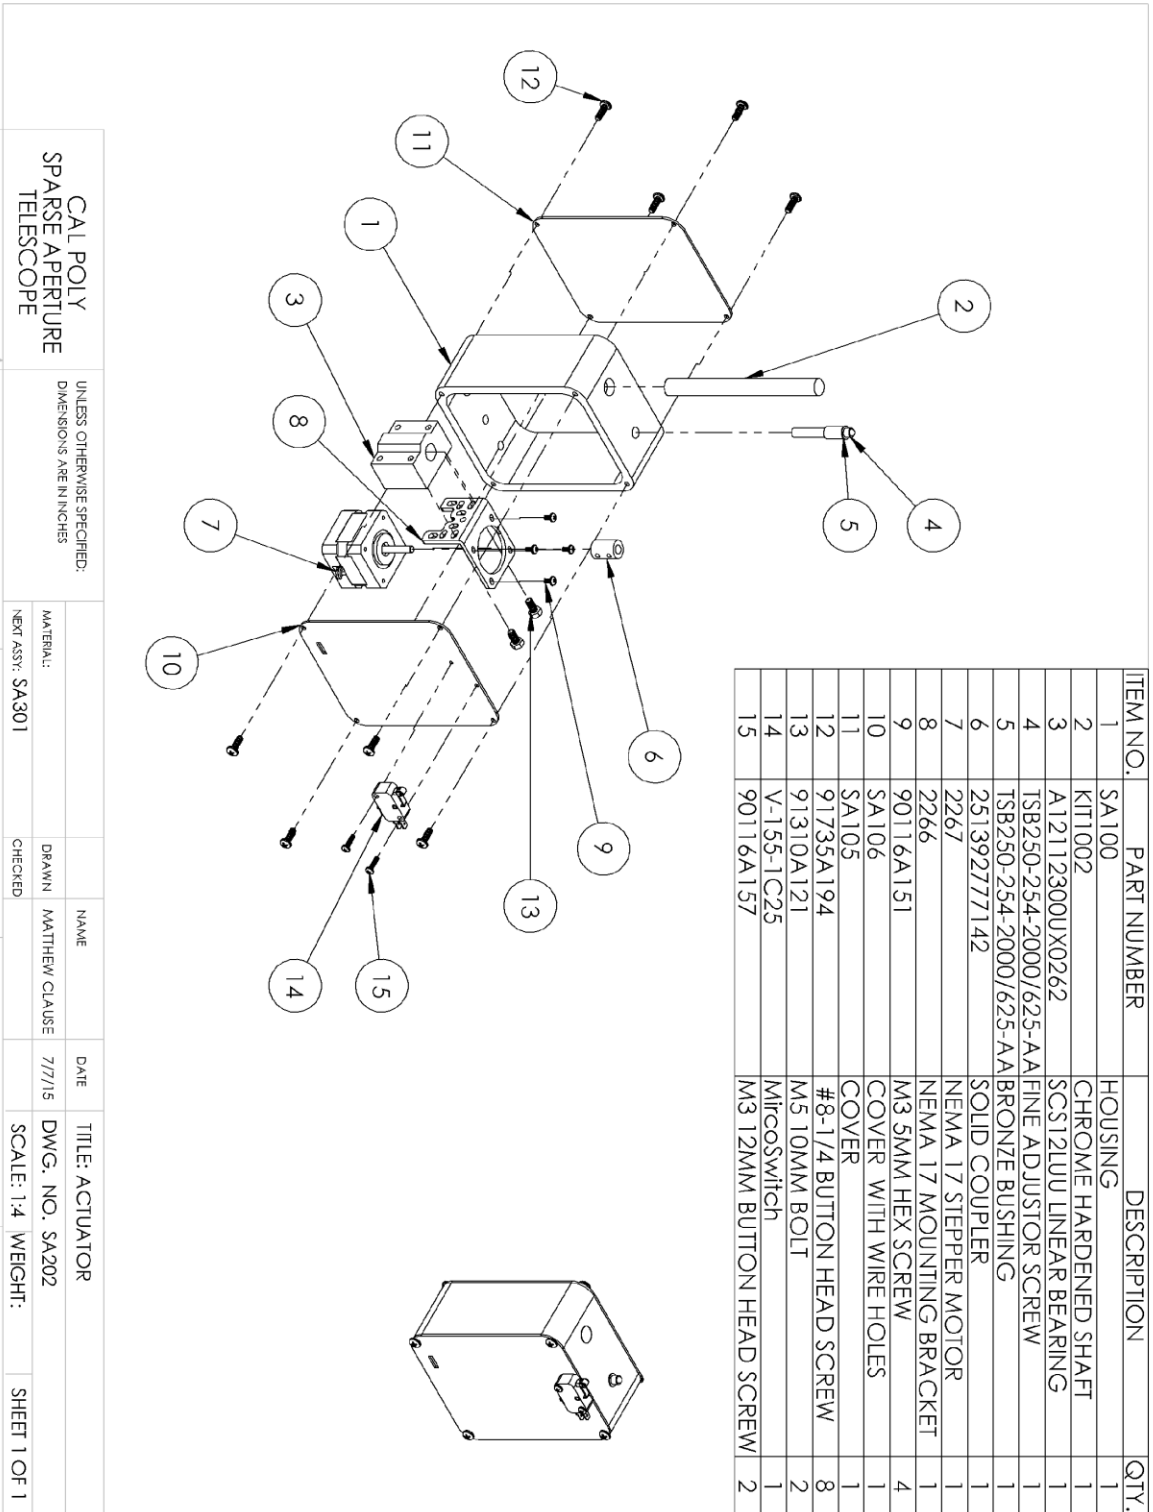 ITEM NO. PART NUMBER DESCRIPTION QTY.
1 SA100 HOUSING 1
2 KIT1002 CHROME HARDENED SHAFT 1
3 A12112300UX0262 SCS12LUU LINEAR BEARING 1
4 TSB250-254-2000/625-AA FINE ADJUSTOR SCREW 1
5 TSB250-254-2000/625-AA BRONZE BUSHING 1
6 251392777142 SOLID COUPLER 1
7 2267 NEMA 17 STEPPER MOTOR 1
8 2266 NEMA 17 MOUNTING BRACKET 1
9 90116A151 M3 5MM HEX SCREW 4
10 SA106 COVER WITH WIRE HOLES 1
11 SA105 COVER 1
12 91735A194 #8-1/4 BUTTON HEAD SCREW 8
13 91310A121 M5 10MM BOLT 2
14 V-155-1C25 MircoSwitch 1
15 90116A157 M3 12MM BUTTON HEAD SCREW 2
12
11
1
3
8
7
10
2
4
5
6
9
13
15
14
CAL POLY
SPARSE APERTURE
TELESCOPE
UNLESS OTHERWISE SPECIFIED:
DIMENSIONS ARE IN INCHES
MATERIAL:
NEXT ASSY: SA301
NAME DATE
DRAWN MATTHEW CLAUSE 7/7/15
CHECKED
TITLE: ACTUATOR
DWG. NO. SA202
SCALE: 1:4 WEIGHT: SHEET 1 OF 1